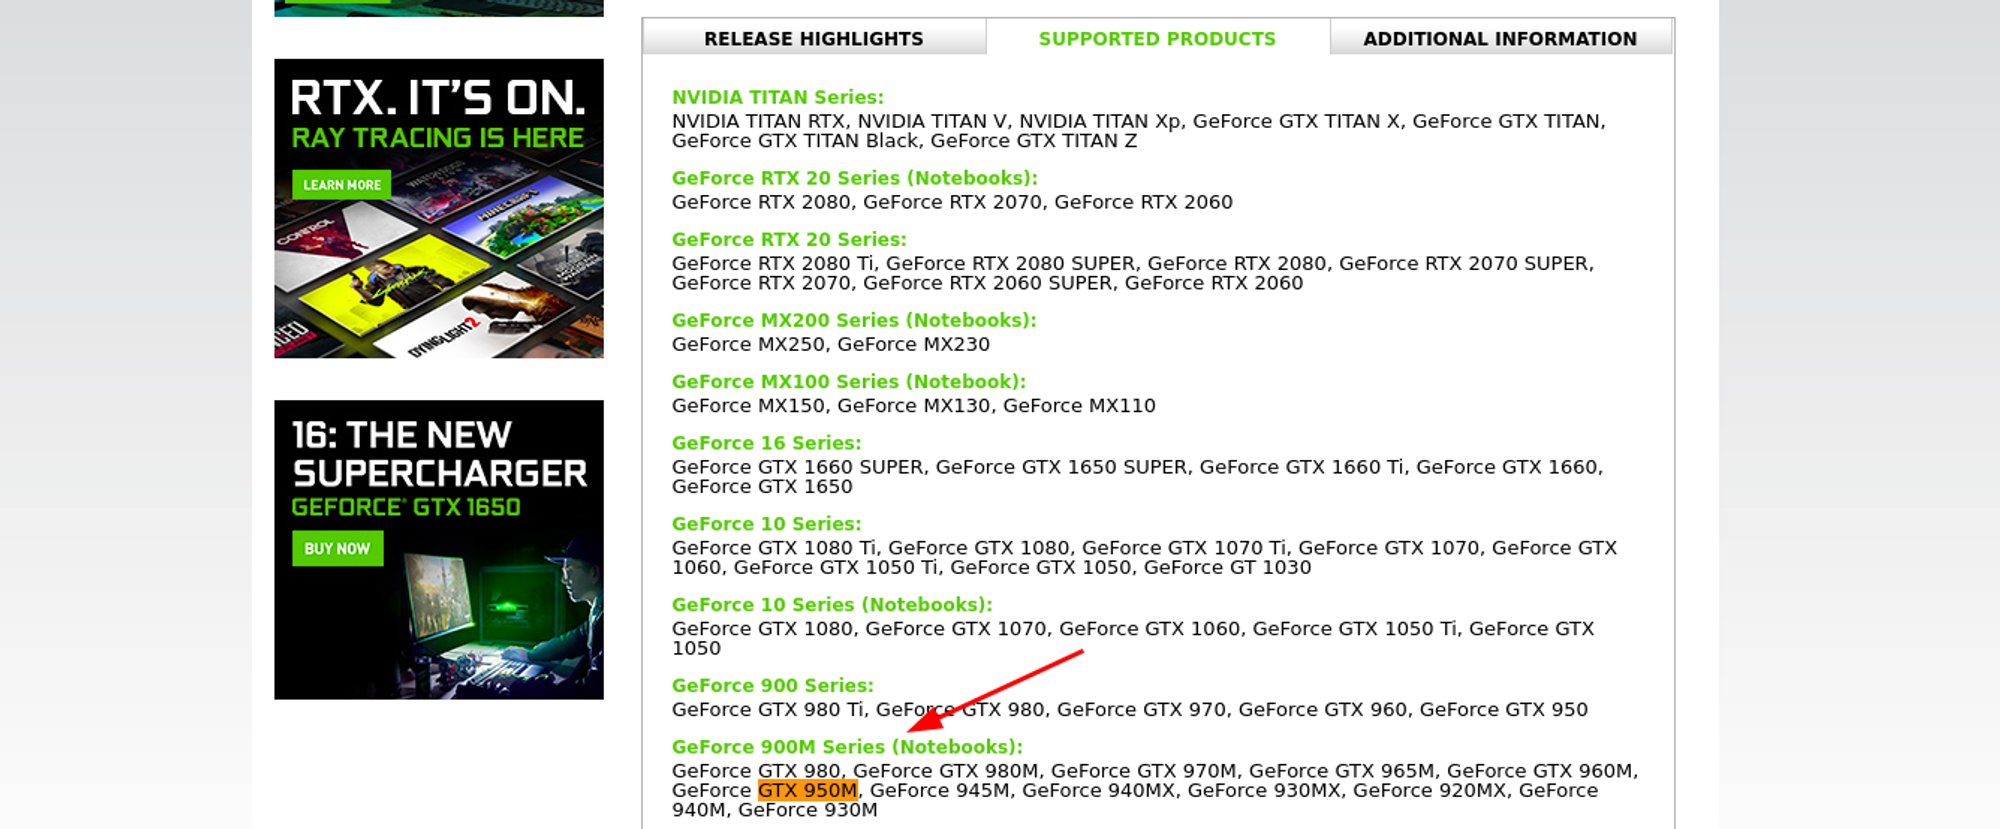 RELEASE HIGHLIGHTS
SUPPORTED PRODUCTS
ADDITIONAL INFORMATION
RTX. IT'S ON.
RAY TRACING IS HERE
LEARN MORE
CONTROL
MINECRAFT
DYING LIGHT 2
16: THE NEW
SUPERCHARGER
GEFORCE® GTX 1650
BUY NOW
NVIDIA TITAN Series:
NVIDIA TITAN RTX, NVIDIA TITAN V, NVIDIA TITAN Xp, GeForce GTX TITAN X, GeForce GTX TITAN,
GeForce GTX TITAN Black, GeForce GTX TITAN Z
GeForce RTX 20 Series (Notebooks):
GeForce RTX 2080, GeForce RTX 2070, GeForce RTX 2060
GeForce RTX 20 Series:
GeForce RTX 2080 Ti, GeForce RTX 2080 SUPER, GeForce RTX 2080, GeForce RTX 2070 SUPER,
GeForce RTX 2070, GeForce RTX 2060 SUPER, GeForce RTX 2060
GeForce MX200 Series (Notebooks):
GeForce MX250, GeForce MX230
GeForce MX100 Series (Notebook):
GeForce MX150, GeForce MX130, GeForce MX110
GeForce 16 Series:
GeForce GTX 1660 SUPER, GeForce GTX 1650 SUPER, GeForce GTX 1660 Ti, GeForce GTX 1660,
GeForce GTX 1650
GeForce 10 Series:
GeForce GTX 1080 Ti, GeForce GTX 1080, GeForce GTX 1070 Ti, GeForce GTX 1070, GeForce GTX
1060, GeForce GTX 1050 Ti, GeForce GTX 1050, GeForce GT 1030
GeForce 10 Series (Notebooks):
GeForce GTX 1080, GeForce GTX 1070, GeForce GTX 1060, GeForce GTX 1050 Ti, GeForce GTX
1050
GeForce 900 Series:
GeForce GTX 980 Ti, GeForce GTX 980, GeForce GTX 970, GeForce GTX 960, GeForce GTX 950
GeForce 900M Series (Notebooks):
GeForce GTX 980, GeForce GTX 980M, GeForce GTX 970M, GeForce GTX 965M, GeForce GTX 960M,
GeForce GTX 950M, GeForce 945M, GeForce 940MX, GeForce 930MX, GeForce 920MX, GeForce
940M, GeForce 930M